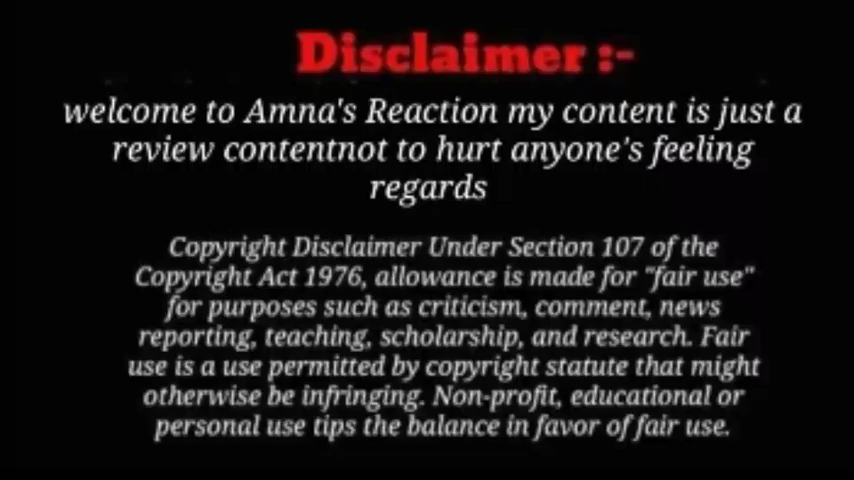 Disclaimer :-
welcome to Amna's Reaction my content is just a
review contentnot to hurt anyone's feeling
regards
Copyright Disclaimer Under Section 107 of the
Copyright Act 1976, allowance is made for "fair use"
for purposes such as criticism, comment, news
reporting, teaching, scholarship, and research. Fair
use is a use permitted by copyright statute that might
otherwise be infringing. Non-profit, educational or
personal use tips the balance in favor of fair use.